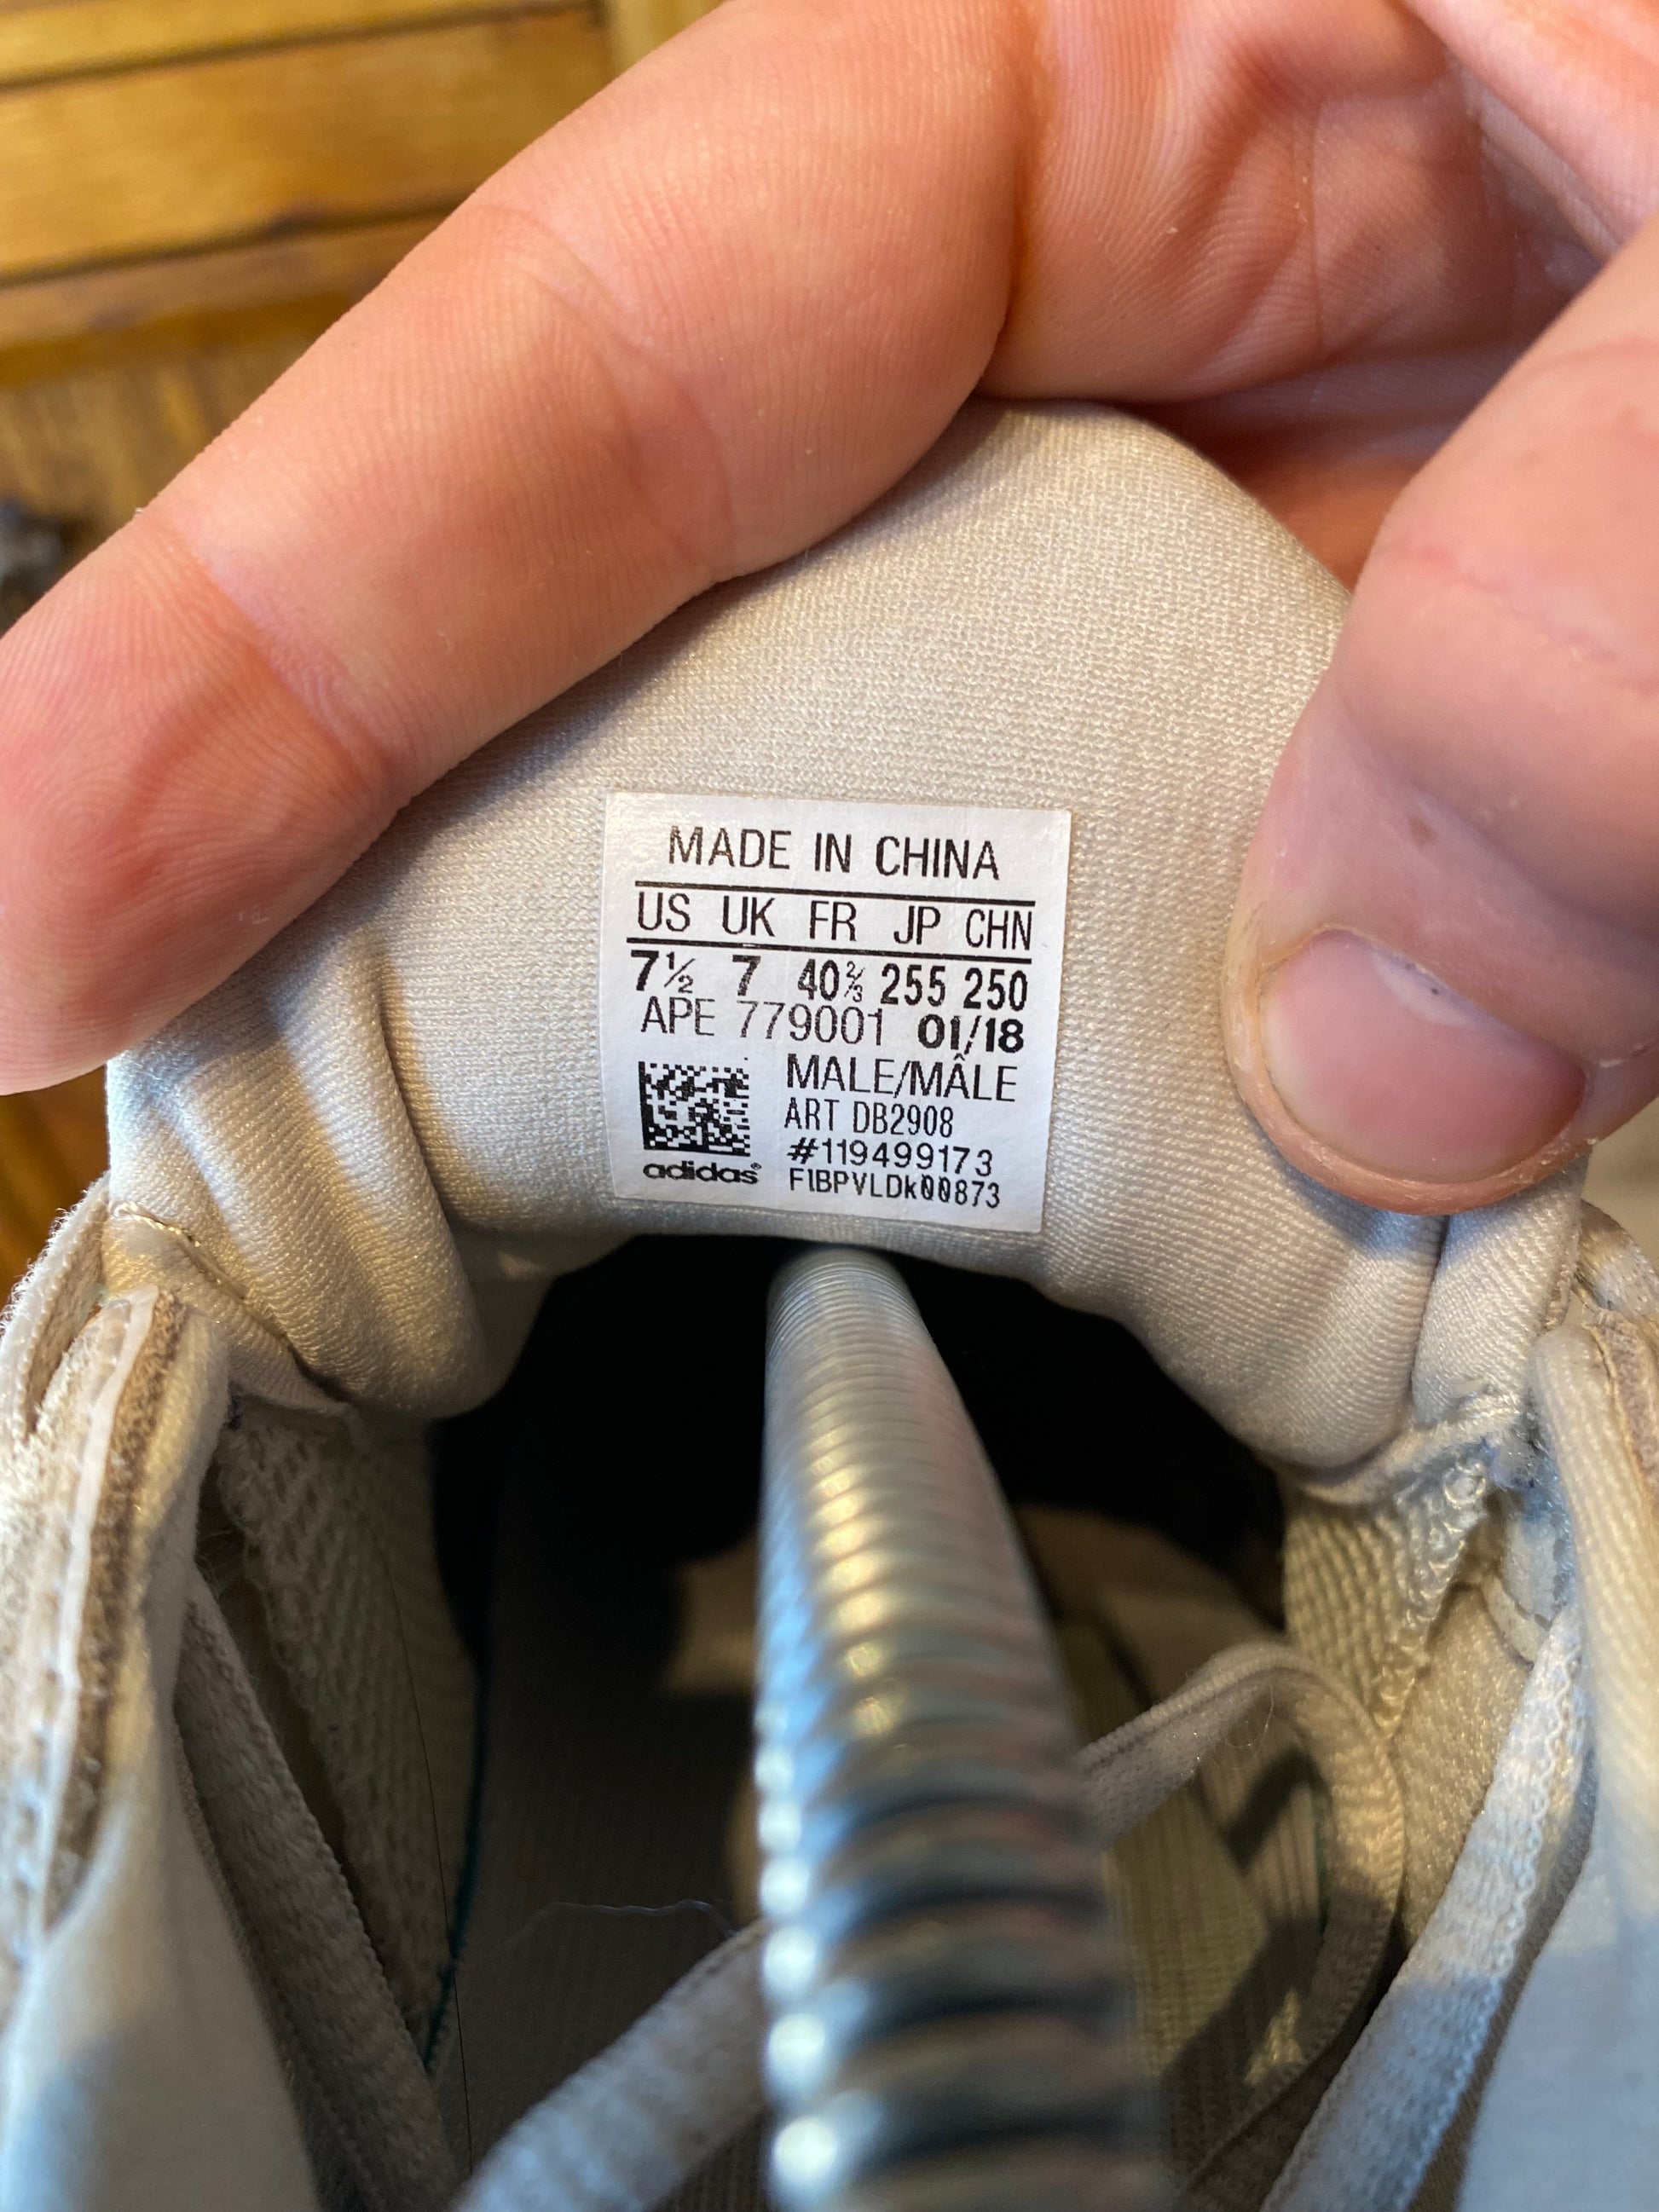 MADE IN CHINA
US UK FR JP CHN
7½ 7 40⅔ 255 250
APE 779001 01/18
MALE/MÂLE
ART DB2908
#119499173
adidas® F1BPVLDk00873